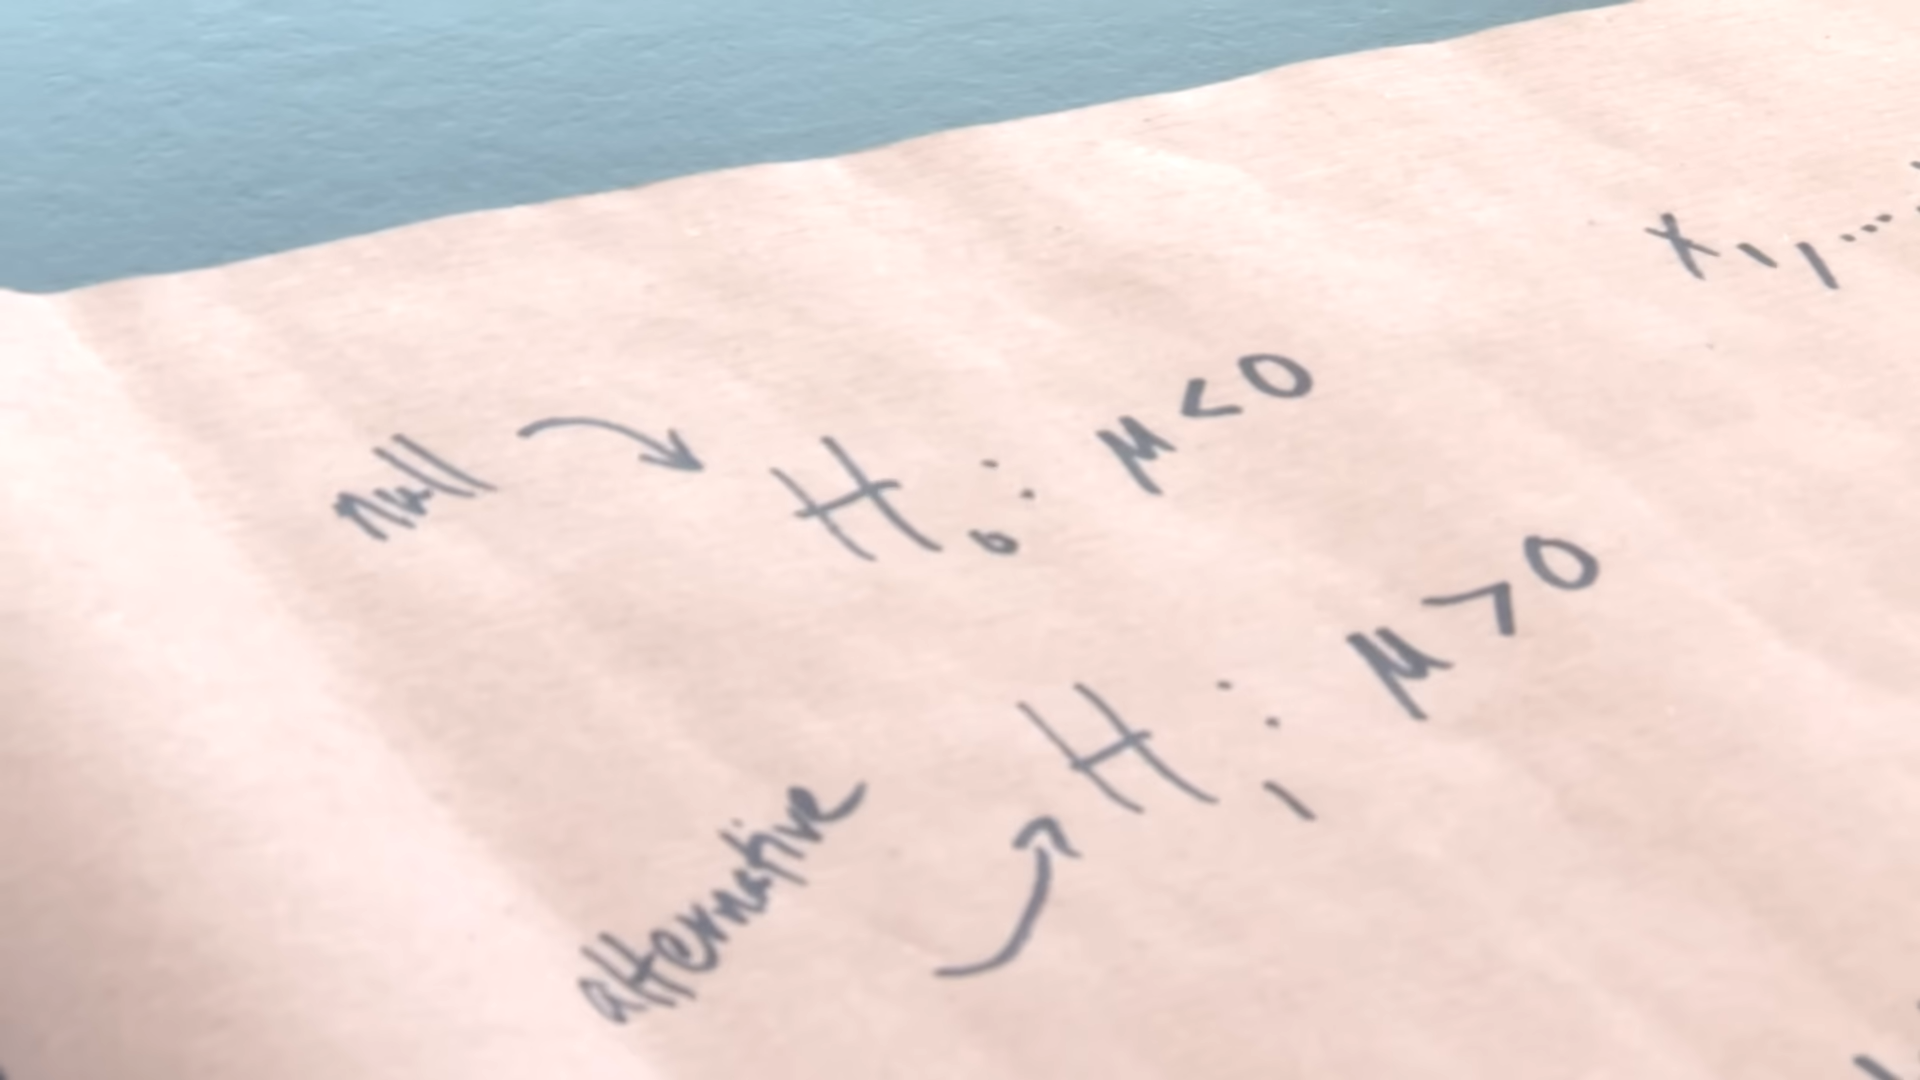 x₁, ....
null H₀: μ<0
H₁: μ>0
alternative